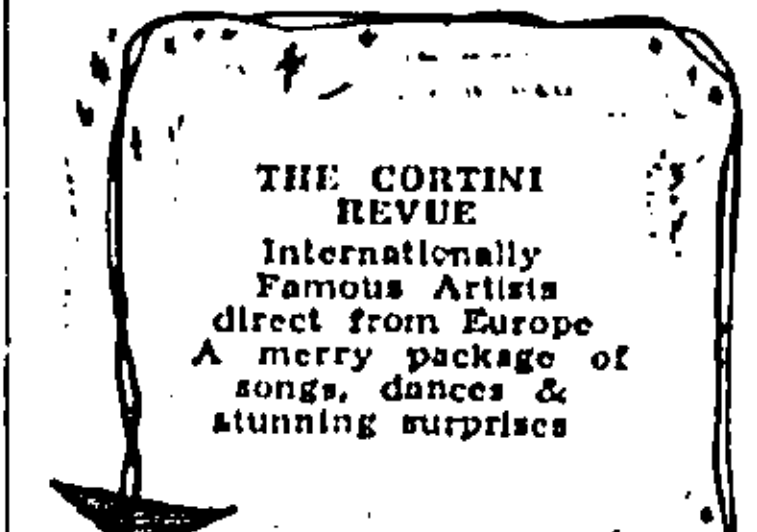 THE CORTINI
REVUE
Internationally
Famous Artists
direct from Europe
A merry package of
songs, dances &
stunning surprises